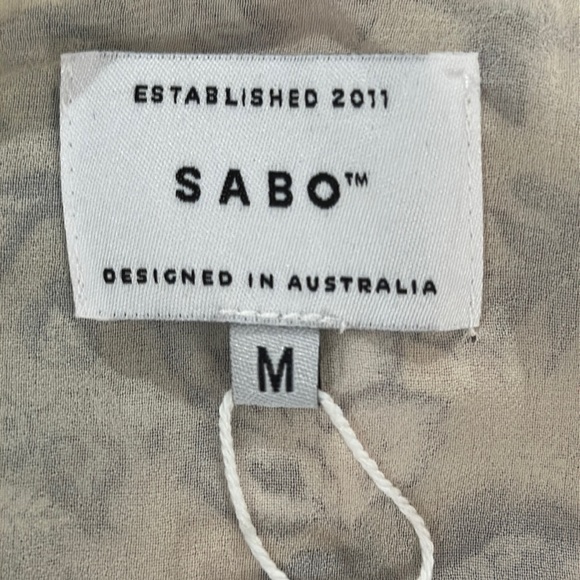 ESTABLISHED 2011
SABO™
DESIGNED IN AUSTRALIA
M